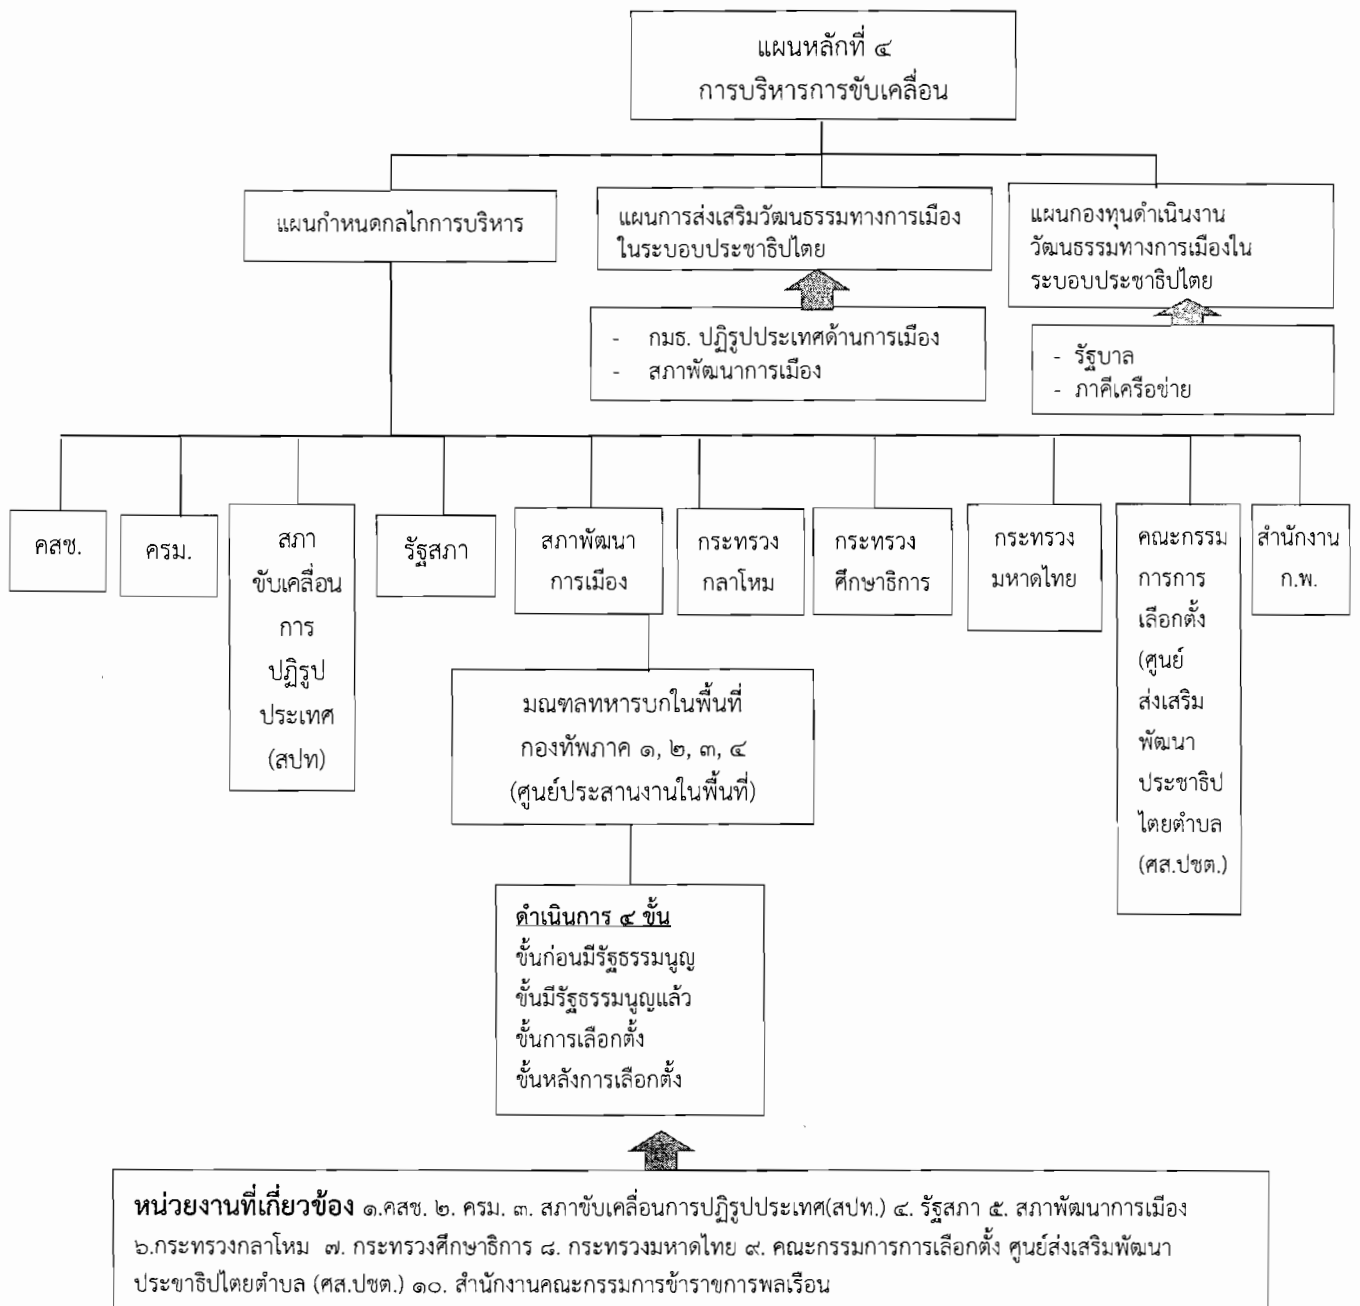 แผนหลักที่ ๔
การบริหารการขับเคลื่อน
แผนกำหนดกลไกการบริหาร
แผนการส่งเสริมวัฒนธรรมทางการเมือง
ในระบอบประชาธิปไตย
แผนกองทุนดำเนินงาน
วัฒนธรรมทางการเมืองใน
ระบอบประชาธิปไตย
- กมธ. ปฏิรูปประเทศด้านการเมือง
- สภาพัฒนาการเมือง
- รัฐบาล
- ภาคีเครือข่าย
คสช.
ครม.
สภา
ขับเคลื่อน
การ
ปฏิรูป
ประเทศ
(สปท)
รัฐสภา
สภาพัฒนา
การเมือง
กระทรวง
กลาโหม
กระทรวง
ศึกษาธิการ
กระทรวง
มหาดไทย
คณะกรรม
การการ
เลือกตั้ง
(ศูนย์
ส่งเสริม
พัฒนา
ประชาธิป
ไตยตำบล
(ศส.ปชต.)
สำนักงาน
ก.พ.
มณฑลทหารบกในพื้นที่
กองทัพภาค ๑, ๒, ๓, ๔
(ศูนย์ประสานงานในพื้นที่)
ดำเนินการ ๔ ขั้น
ขั้นก่อนมีรัฐธรรมนูญ
ขั้นมีรัฐธรรมนูญแล้ว
ขั้นการเลือกตั้ง
ขั้นหลังการเลือกตั้ง
หน่วยงานที่เกี่ยวข้อง ๑.คสช. ๒. ครม. ๓. สภาขับเคลื่อนการปฏิรูปประเทศ(สปท.) ๔. รัฐสภา ๕. สภาพัฒนาการเมือง
๖.กระทรวงกลาโหม ๗. กระทรวงศึกษาธิการ ๘. กระทรวงมหาดไทย ๙. คณะกรรมการการเลือกตั้ง ศูนย์ส่งเสริมพัฒนา
ประชาธิปไตยตำบล (ศส.ปชต.) ๑๐. สำนักงานคณะกรรมการข้าราชการพลเรือน